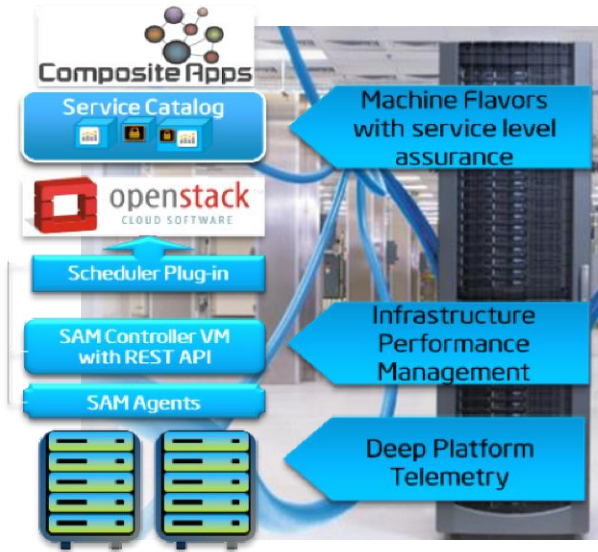 Composite Apps
Service Catalog
Machine Flavors
with service level
assurance
openstack
CLOUD SOFTWARE
Scheduler Plug-in
SAM Controller VM
with REST API
Infrastructure
Performance
Management
SAM Agents
Deep Platform
Telemetry